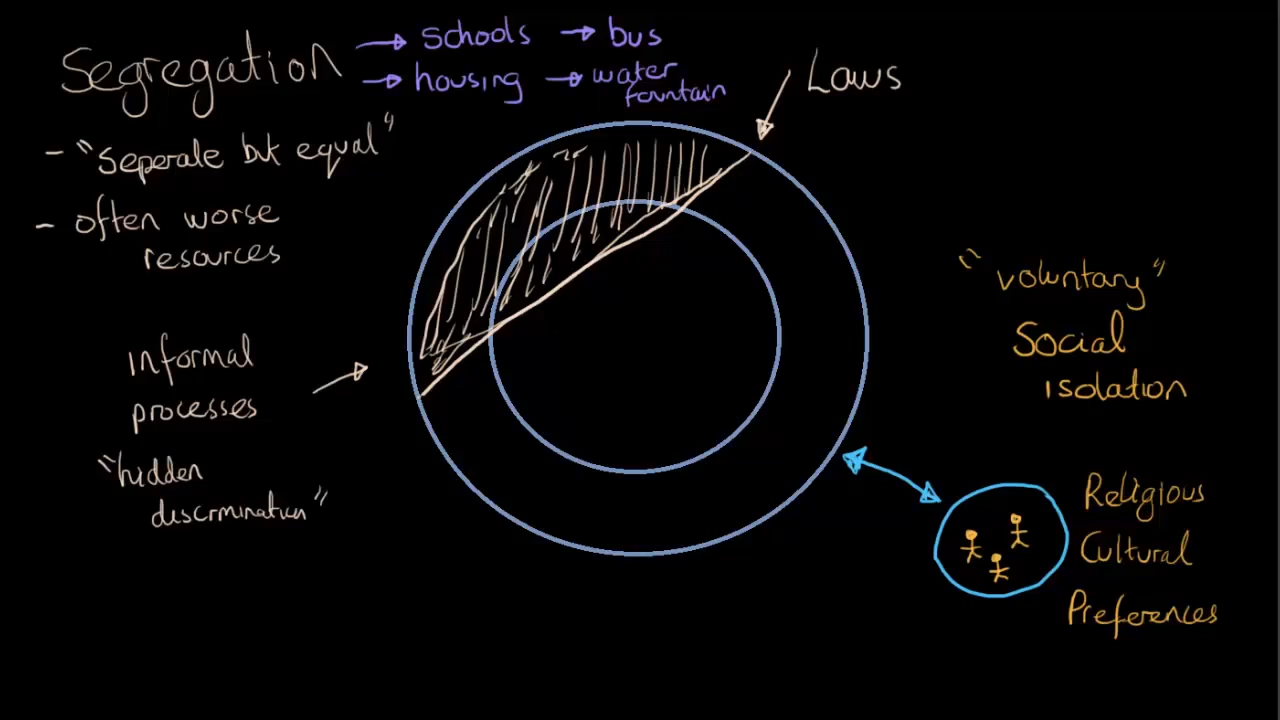 Segregation
→ schools → bus
→ housing → water
fountain
Laws
- "seperate but equal"
- often worse
resources
informal
processes
"hidden
discrmination"
"voluntary"
Social
isolation
Religious
Cultural
Preferences